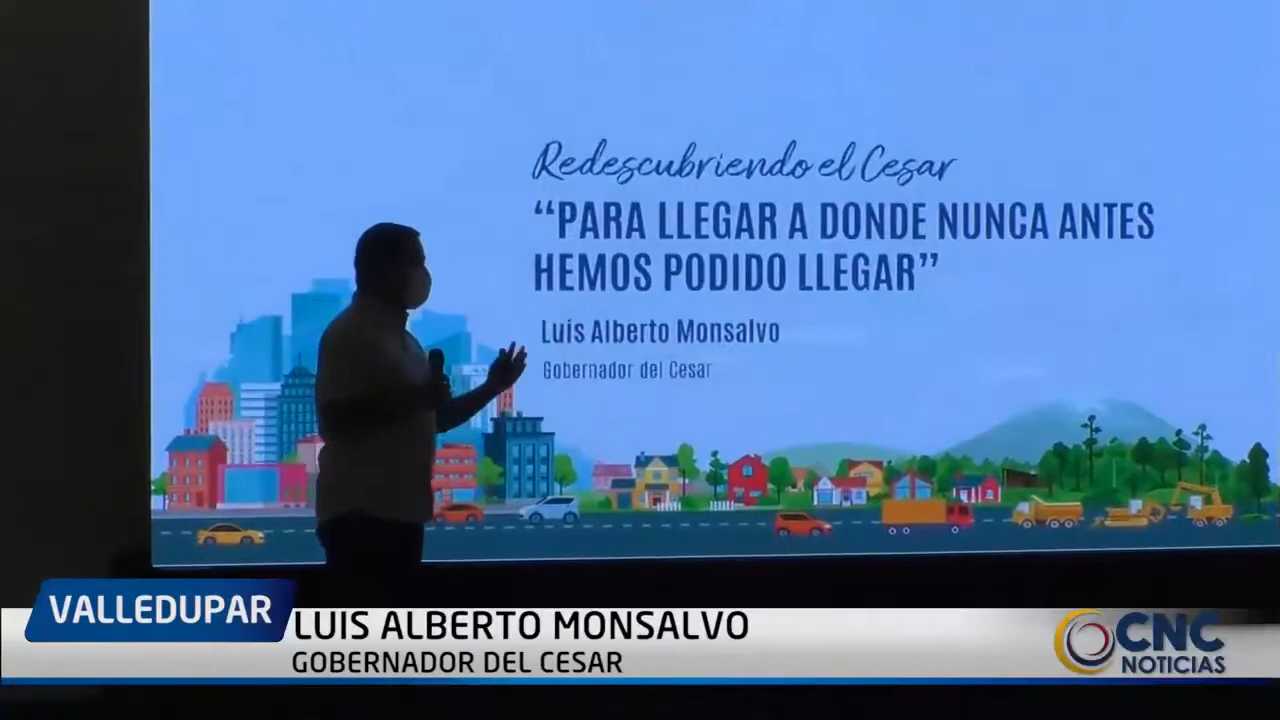 Redescubriendo el Cesar
“PARA LLEGAR A DONDE NUNCA ANTES
HEMOS PODIDO LLEGAR”
Luis Alberto Monsalvo
Gobernador del Cesar
VALLEDUPAR
LUIS ALBERTO MONSALVO
GOBERNADOR DEL CESAR
CNC
NOTICIAS